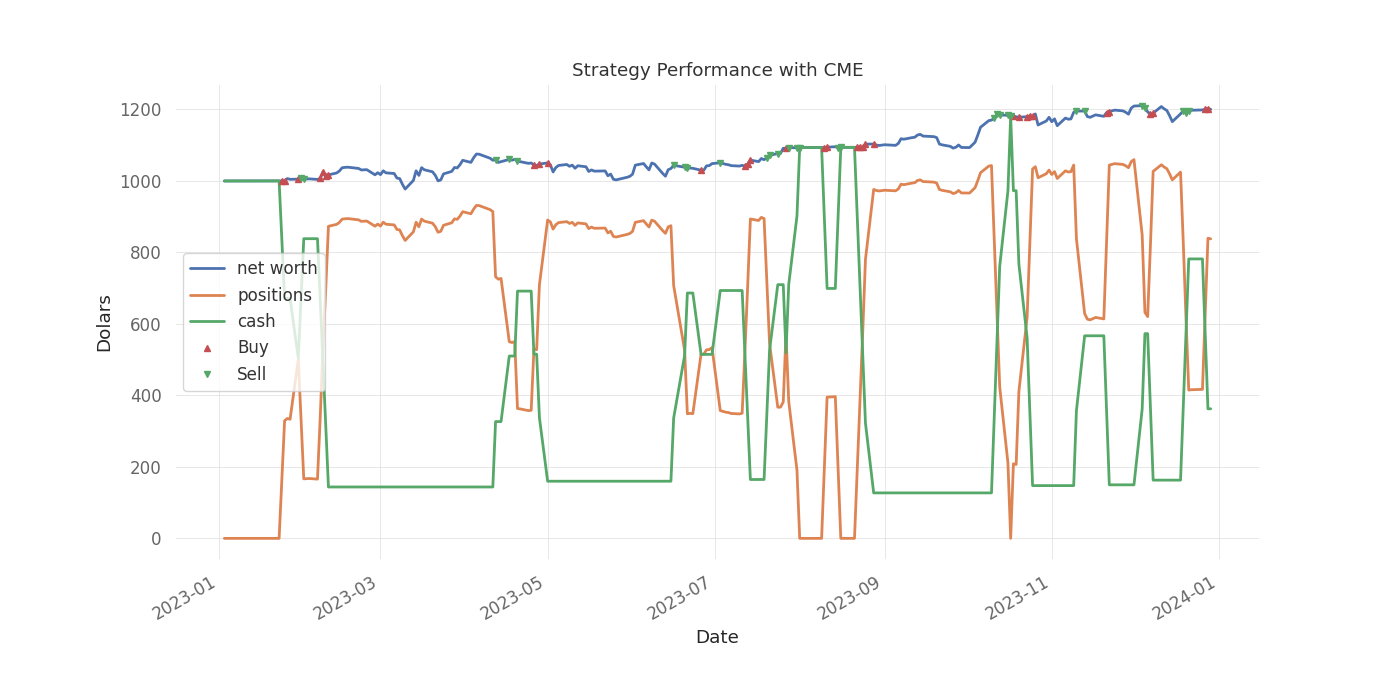 Strategy Performance with CME
1200
1000
800
600
400
200
0
Dolars
net worth
positions
cash
Buy
Sell
2023-01
2023-03
2023-05
2023-07
2023-09
2023-11
2024-01
Date